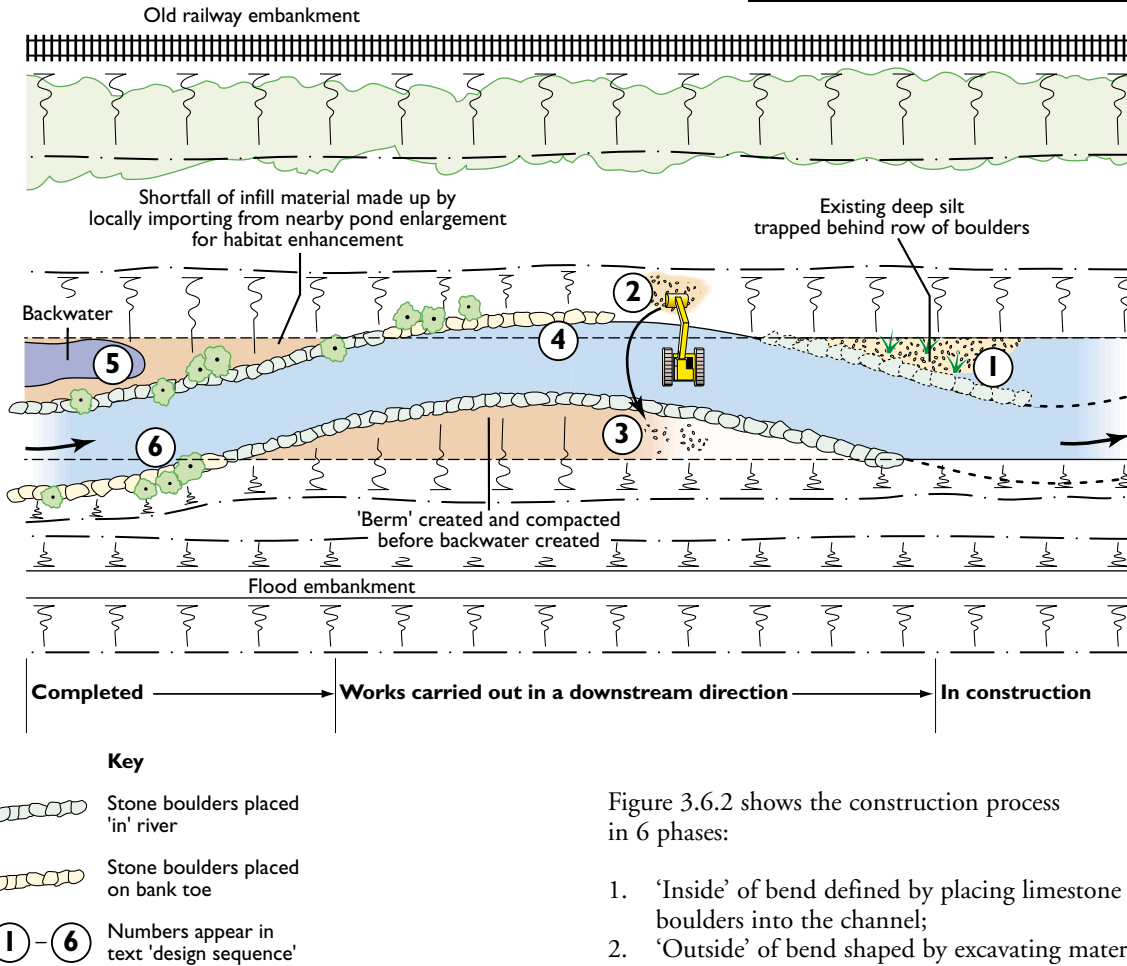 Old railway embankment
Shortfall of infill material made up by
locally importing from nearby pond enlargement
for habitat enhancement
Existing deep silt
trapped behind row of boulders
Backwater
2
4
5
1
3
6
'Berm' created and compacted
before backwater created
Flood embankment
Completed
Works carried out in a downstream direction
In construction
Key
Stone boulders placed
'in' river
Stone boulders placed
on bank toe
1 – 6 Numbers appear in
text 'design sequence'
Figure 3.6.2 shows the construction process
in 6 phases:
1. ‘Inside’ of bend defined by placing limestone
boulders into the channel;
2. ‘Outside’ of bend shaped by excavating mater